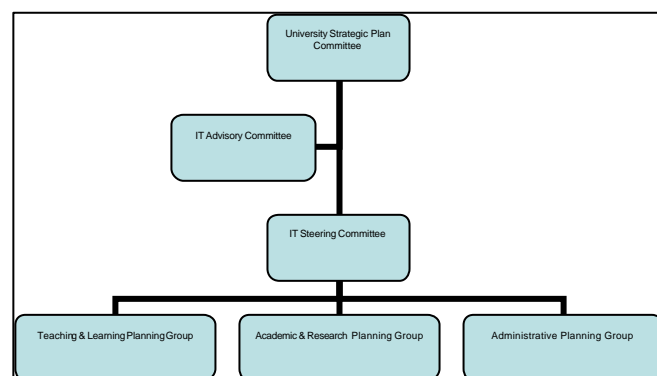 University Strategic Plan
Committee
IT Advisory Committee
IT Steering Committee
Teaching & Learning Planning Group
Academic & Research Planning Group
Administrative Planning Group